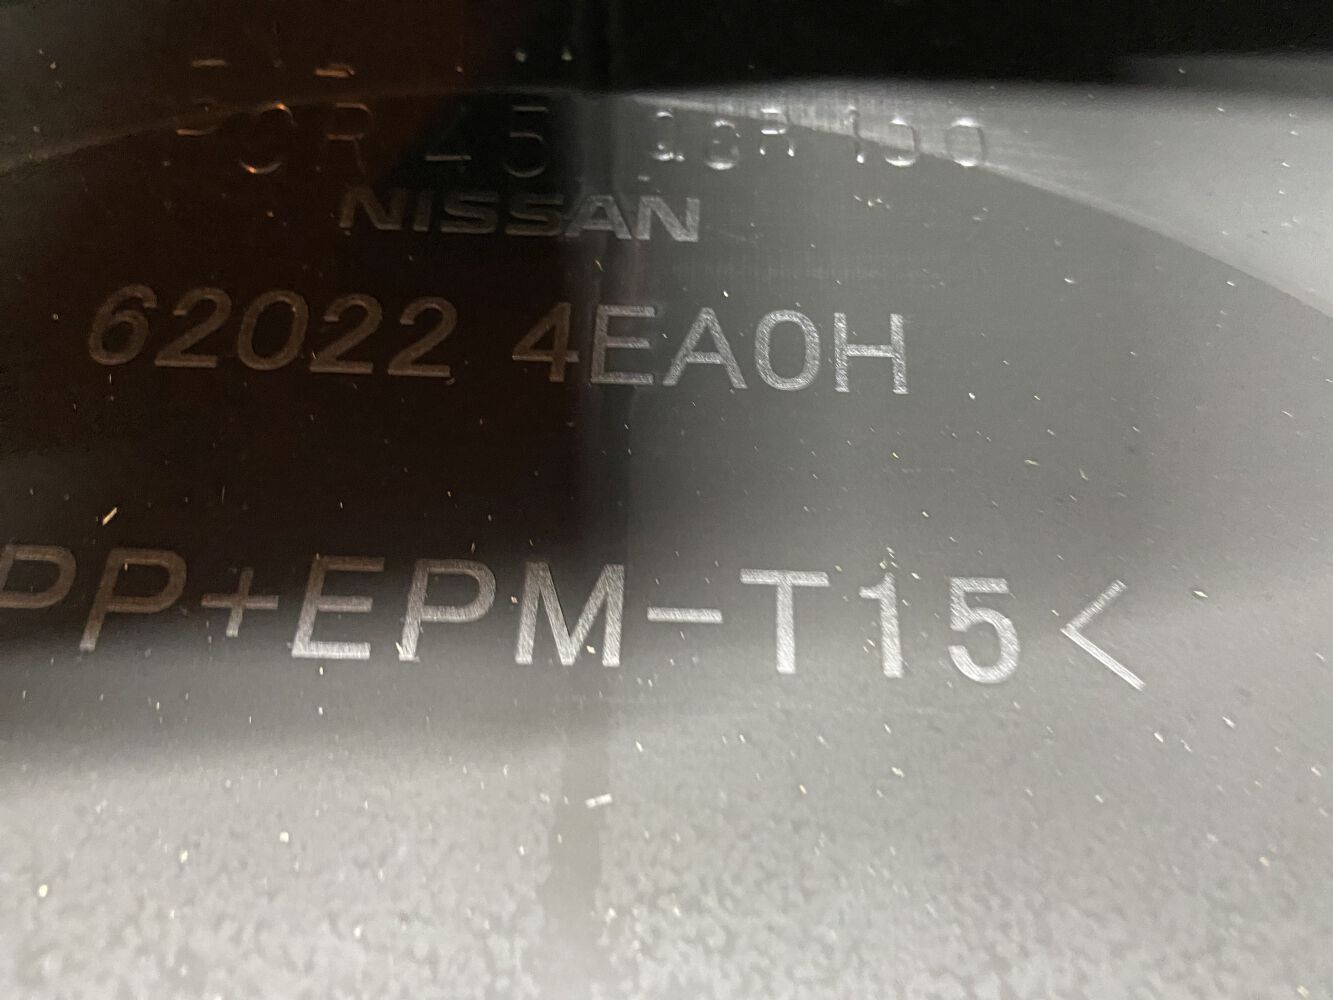 NISSAN
62022 4EA0H
PP+EPM-T15<